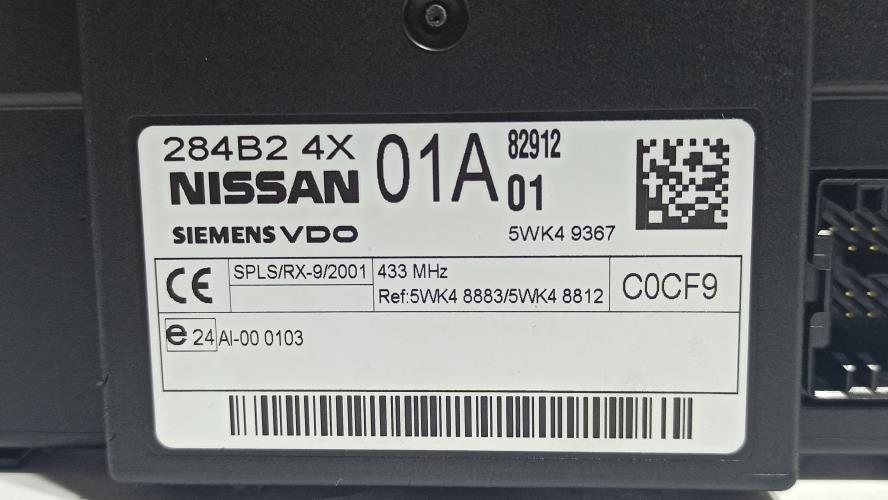 284B2 4X 01A 82912
NISSAN 01
SIEMENS VDO 5WK4 9367
CE SPLS/RX-9/2001 433 MHz C0CF9
Ref:5WK4 8883/5WK4 8812
e 24 AI-00 0103